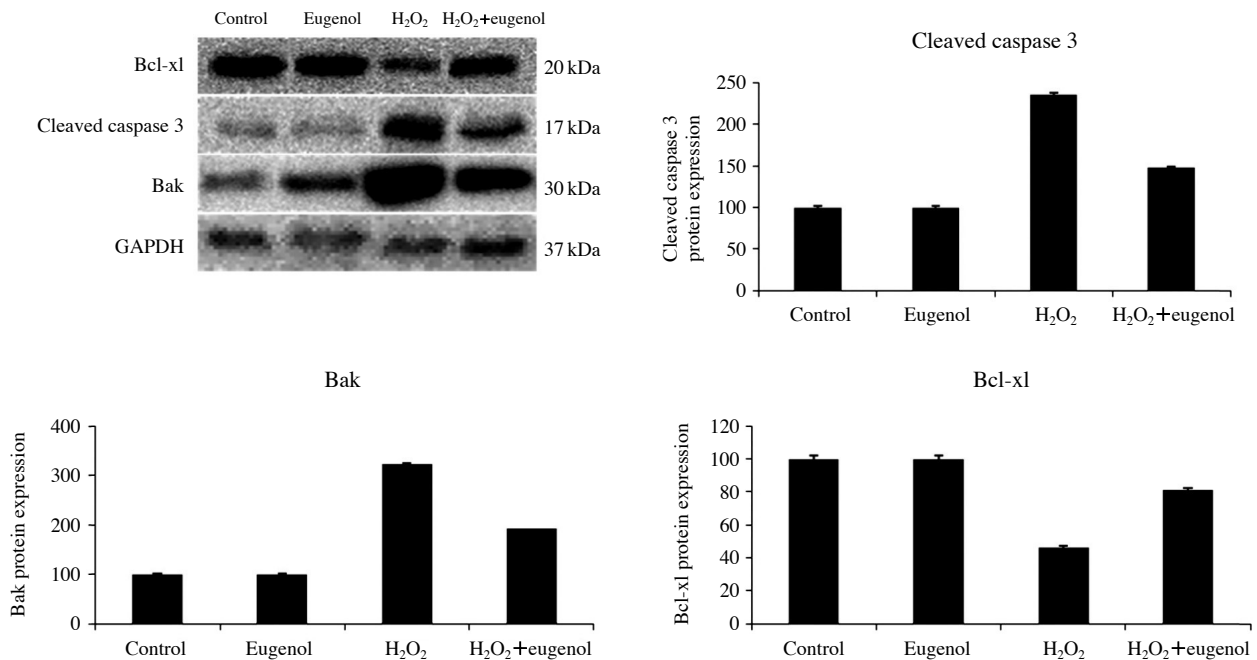 Control Eugenol H₂O₂ H₂O₂+eugenol
Bcl-xl 20 kDa
Cleaved caspase 3 17 kDa
Bak 30 kDa
GAPDH 37 kDa
Cleaved caspase 3
Cleaved caspase 3
protein expression
250
200
150
100
50
0
Control Eugenol H₂O₂ H₂O₂+eugenol
Bak
Bak protein expression
400
300
200
100
0
Control Eugenol H₂O₂ H₂O₂+eugenol
Bcl-xl
Bcl-xl protein expression
120
100
80
60
40
20
0
Control Eugenol H₂O₂ H₂O₂+eugenol